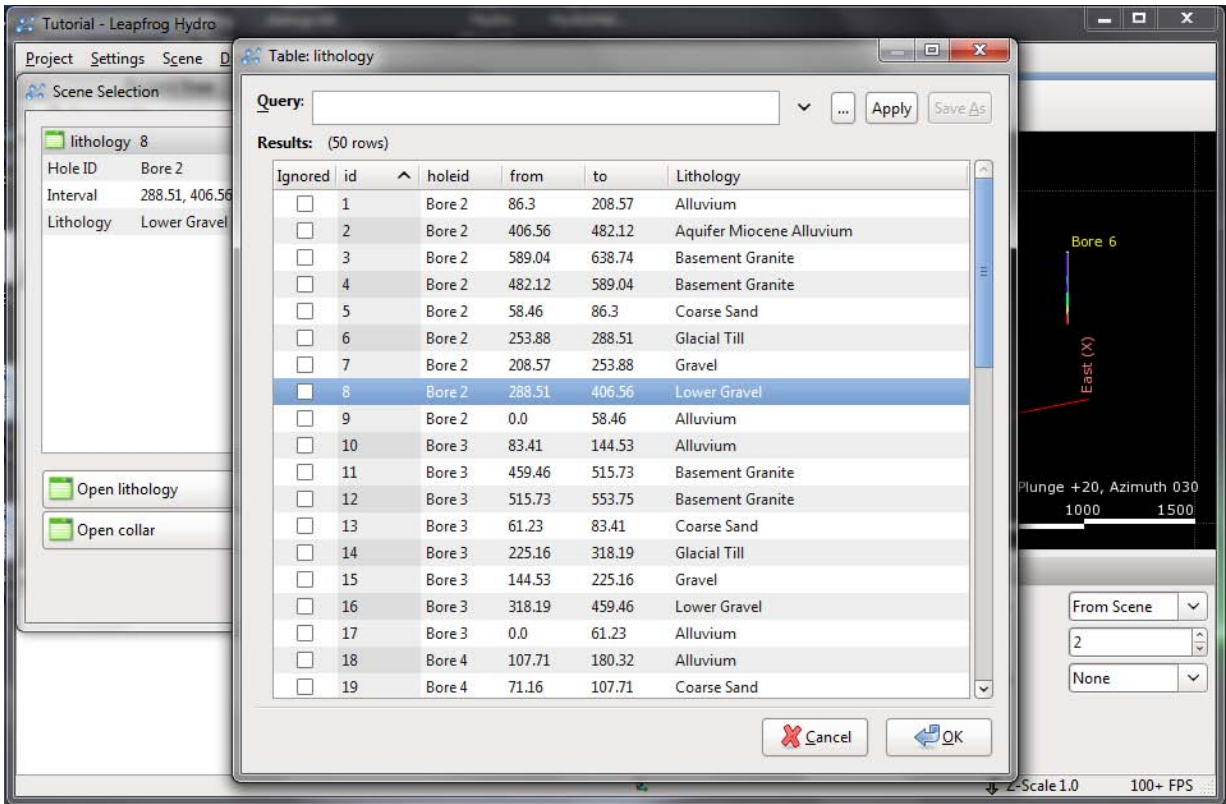 Tutorial - Leapfrog Hydro
Project Settings Scene D
Scene Selection
lithology 8
Hole ID Bore 2
Interval 288.51, 406.56
Lithology Lower Gravel
Open lithology
Open collar
Table: lithology
Query: ... Apply Save As
Results: (50 rows)
Ignored id holeid from to Lithology
1 Bore 2 86.3 208.57 Alluvium
2 Bore 2 406.56 482.12 Aquifer Miocene Alluvium
3 Bore 2 589.04 638.74 Basement Granite
4 Bore 2 482.12 589.04 Basement Granite
5 Bore 2 58.46 86.3 Coarse Sand
6 Bore 2 253.88 288.51 Glacial Till
7 Bore 2 208.57 253.88 Gravel
8 Bore 2 288.51 406.56 Lower Gravel
9 Bore 2 0.0 58.46 Alluvium
10 Bore 3 83.41 144.53 Alluvium
11 Bore 3 459.46 515.73 Basement Granite
12 Bore 3 515.73 553.75 Basement Granite
13 Bore 3 61.23 83.41 Coarse Sand
14 Bore 3 225.16 318.19 Glacial Till
15 Bore 3 144.53 225.16 Gravel
16 Bore 3 318.19 459.46 Lower Gravel
17 Bore 3 0.0 61.23 Alluvium
18 Bore 4 107.71 180.32 Alluvium
19 Bore 4 71.16 107.71 Coarse Sand
Cancel OK
Bore 6
East (X)
Plunge +20, Azimuth 030
1000 1500
From Scene
2
None
Z-Scale 1.0 100+ FPS